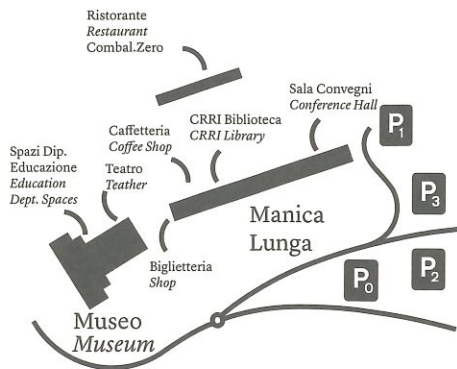 Ristorante
Restaurant
Combal.Zero
Sala Convegni
Conference Hall
CRRI Biblioteca
CRRI Library
Caffetteria
Coffee Shop
Spazi Dip.
Educazione
Education
Dept. Spaces
Teatro
Teather
P1
P3
P2
P0
Manica
Lunga
Biglietteria
Shop
Museo
Museum